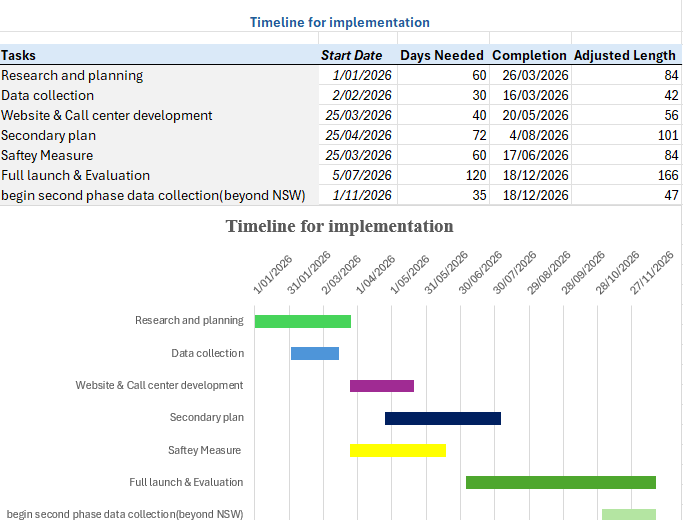 Timeline for implementation
Tasks Start Date Days Needed Completion Adjusted Length
Research and planning 1/01/2026 60 26/03/2026 84
Data collection 2/02/2026 30 16/03/2026 42
Website & Call center development 25/03/2026 40 20/05/2026 56
Secondary plan 25/04/2026 72 4/08/2026 101
Saftey Measure 25/03/2026 60 17/06/2026 84
Full launch & Evaluation 5/07/2026 120 18/12/2026 166
begin second phase data collection(beyond NSW) 1/11/2026 35 18/12/2026 47
Timeline for implementation
1/01/2026 31/01/2026 2/03/2026 1/04/2026 1/05/2026 31/05/2026 30/06/2026 30/07/2026 29/08/2026 28/09/2026 28/10/2026 27/11/2026
Research and planning
Data collection
Website & Call center development
Secondary plan
Saftey Measure
Full launch & Evaluation
begin second phase data collection(beyond NSW)